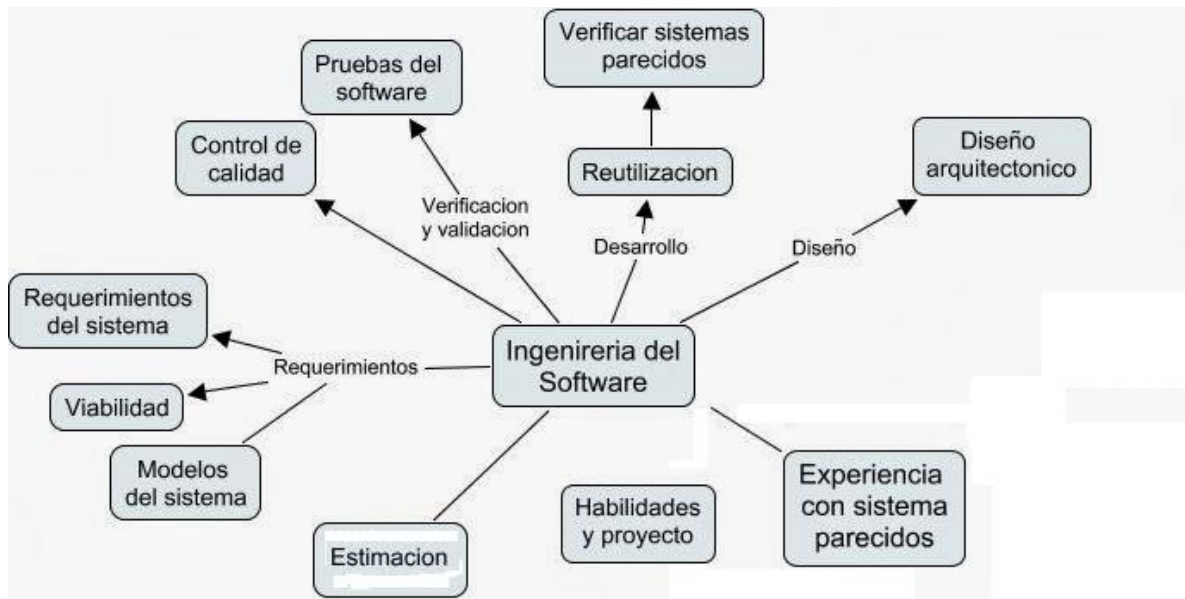 Verificar sistemas
parecidos
Pruebas del
software
Control de
calidad
Reutilizacion
Diseño
arquitectonico
Verificacion
y validacion
Desarrollo
Diseño
Requerimientos
del sistema
Requerimientos
Ingenireria del
Software
Viabilidad
Modelos
del sistema
Estimacion
Habilidades
y proyecto
Experiencia
con sistema
parecidos